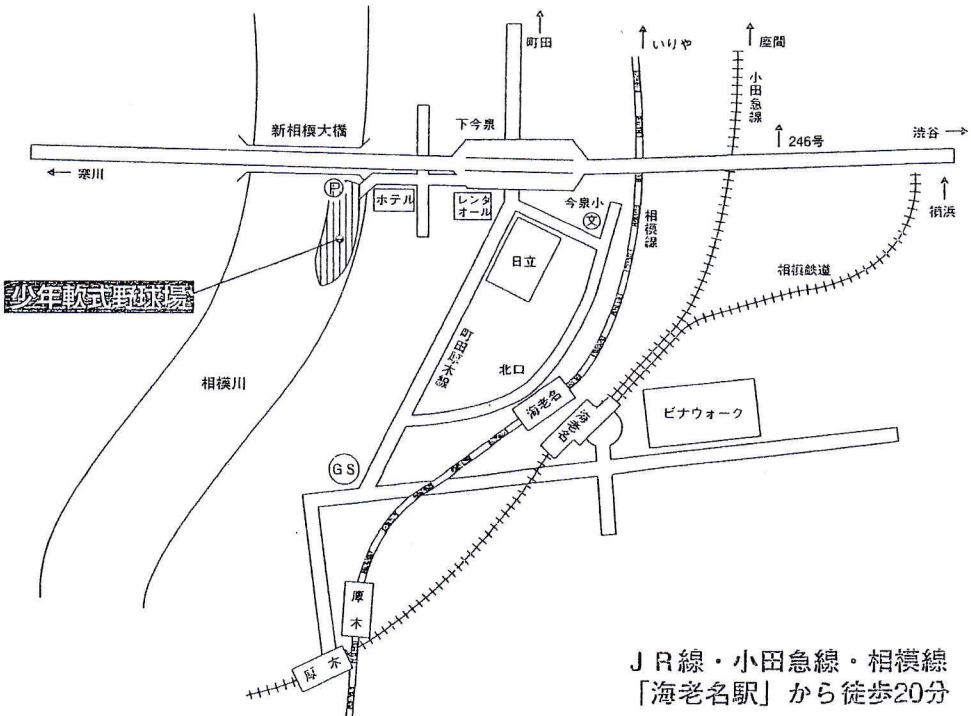 町田
いりや
座間
小田急線
新相模大橋
下今泉
246号
渋谷
寒川
P
ホテル
レンタ
オール
今泉小
文
相模線
横浜
日立
相模鉄道
少年軟式野球場
町田厚木線
北口
相模川
海老名
海老名
ビナウォーク
GS
厚木
厚木
JR線・小田急線・相模線
「海老名駅」から徒歩20分